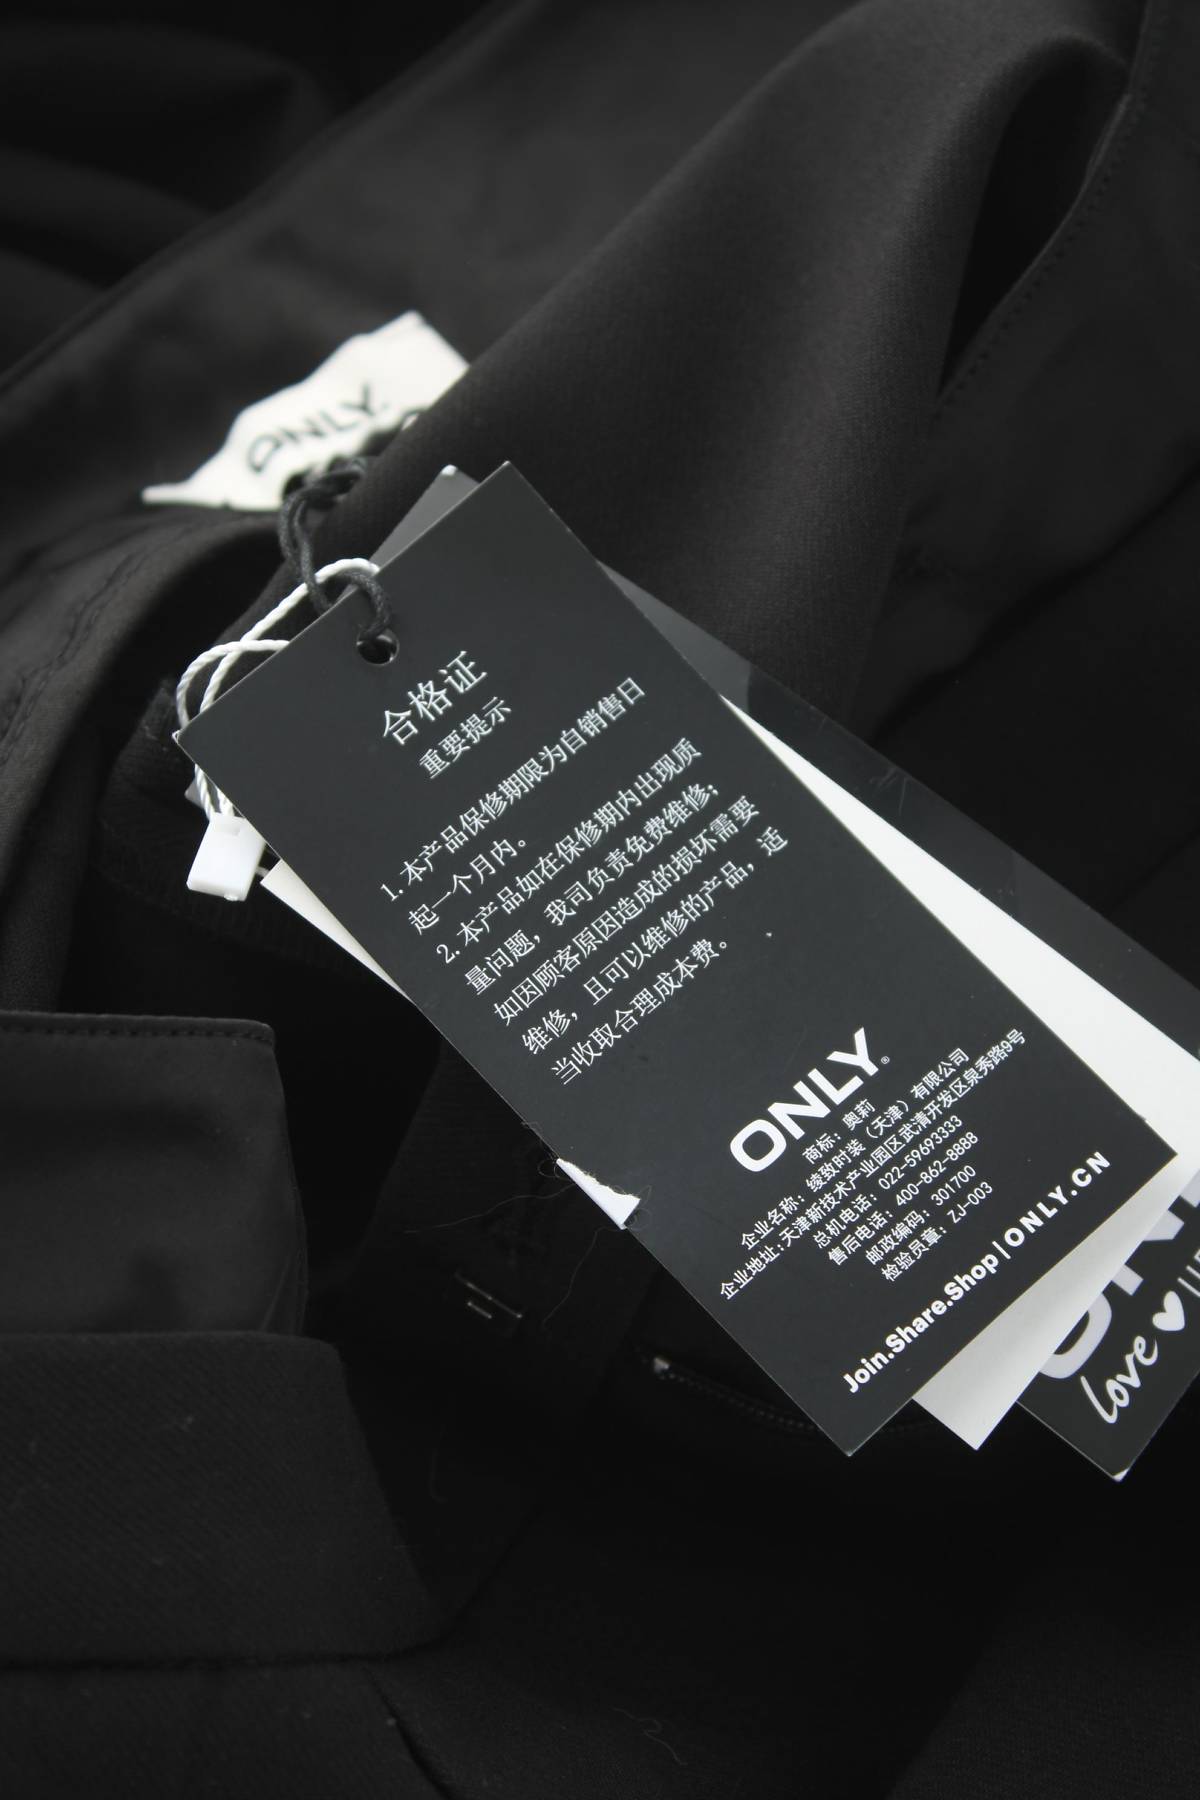 ONLY
合格证
重要提示
1. 本产品保修期限为自销售日
起一个月内。
2. 本产品如在保修期内出现质
量问题，我司负责免费维修；
如因顾客原因造成的损坏需要
维修，且可以维修的产品，适
当收取合理成本费。
ONLY®
商标：奥莉
企业名称：绫致时装（天津）有限公司
企业地址：天津新技术产业园区武清开发区泉秀路9号
总机电话：022-59693333
售后电话：400-862-8888
邮政编码：301700
检验员章：ZJ-003
Join.Share.Shop|ONLY.CN
love